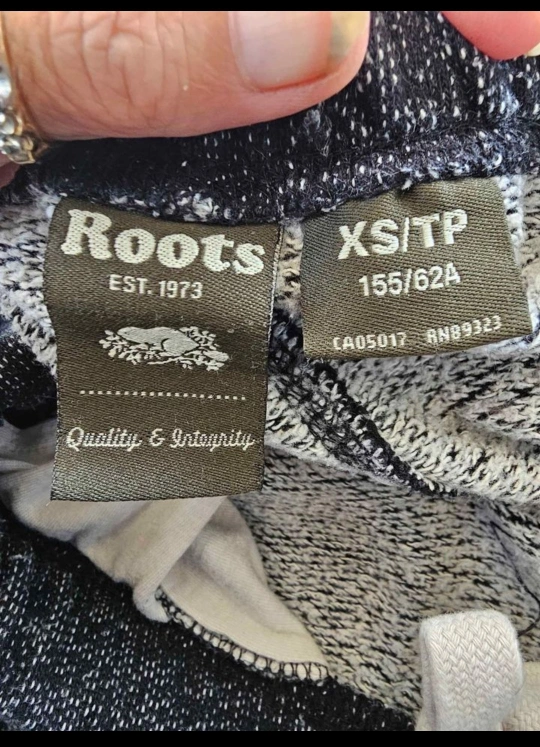 Roots
EST. 1973
Quality & Integrity
XS/TP
155/62A
CA05017 RN89323